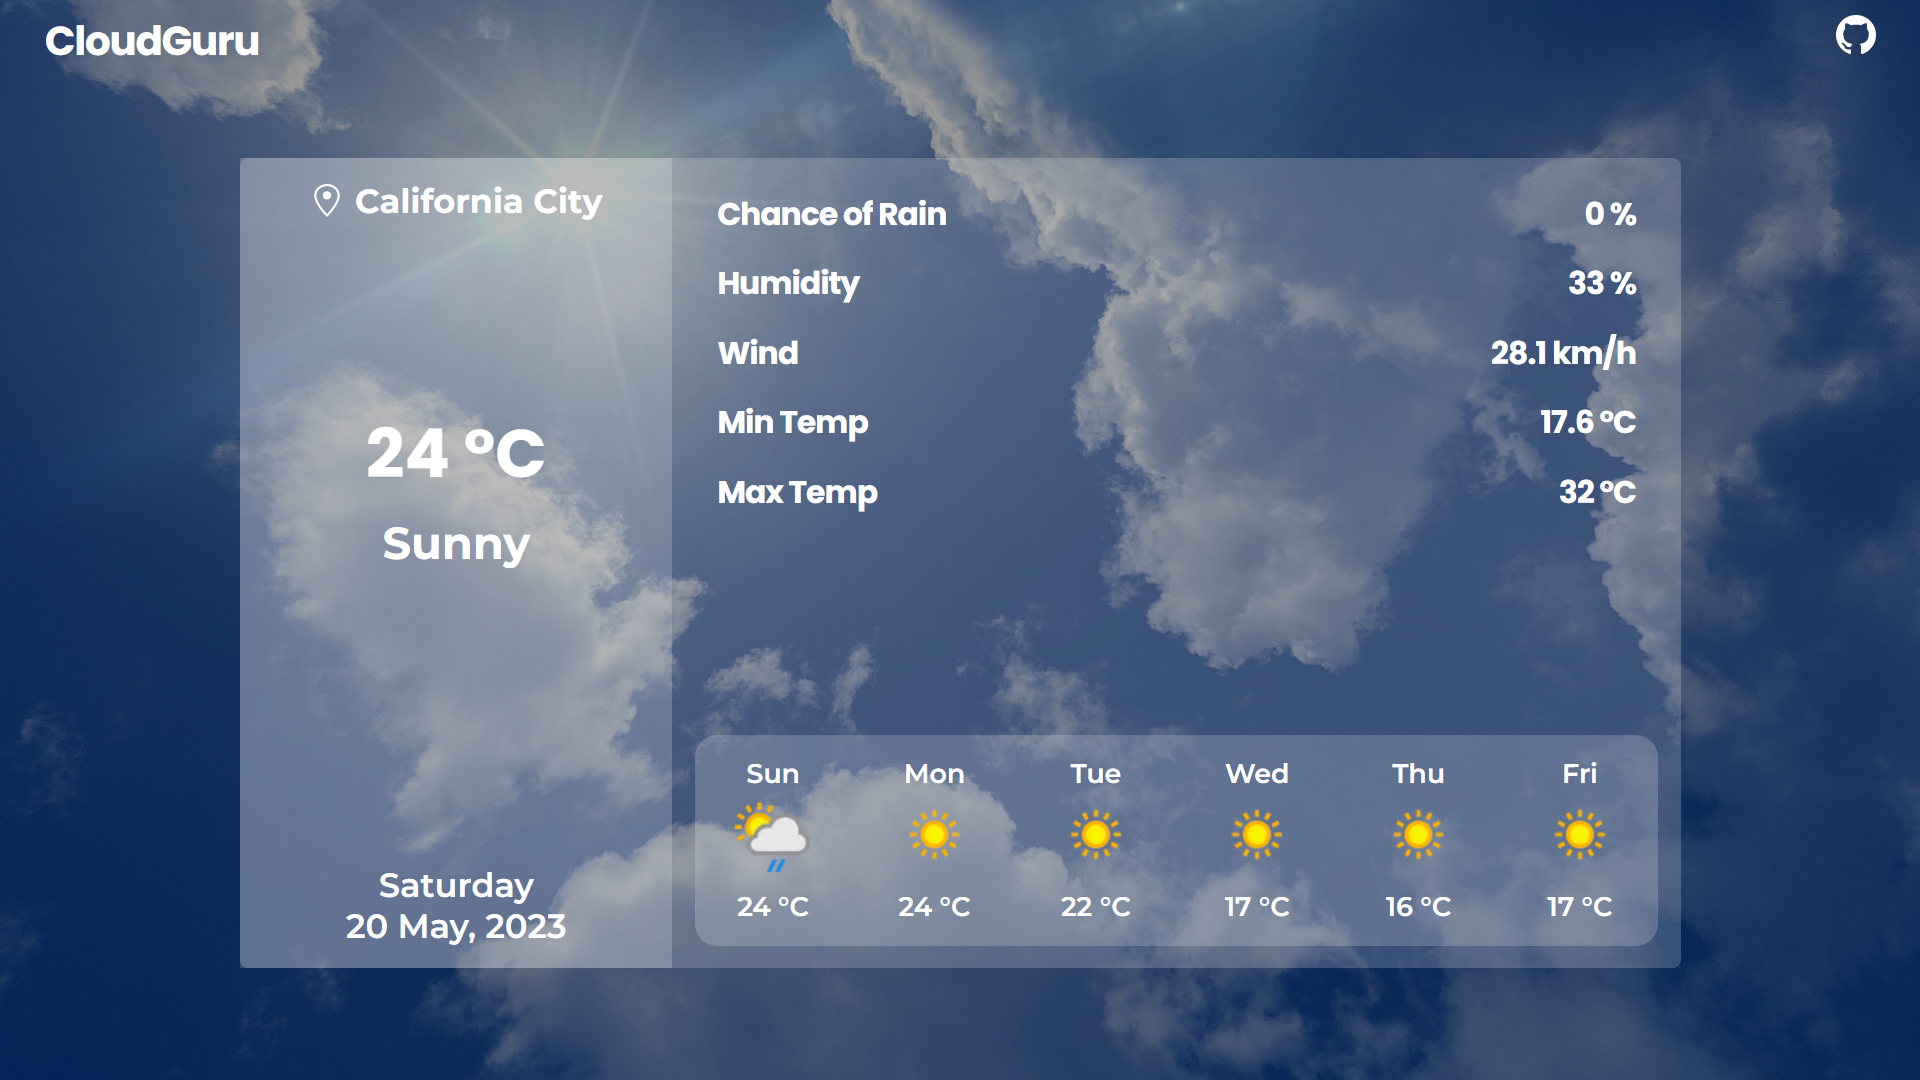 CloudGuru
California City
24 °C
Sunny
Saturday
20 May, 2023
Chance of Rain 0 %
Humidity 33 %
Wind 28.1 km/h
Min Temp 17.6 °C
Max Temp 32 °C
Sun Mon Tue Wed Thu Fri
24 °C 24 °C 22 °C 17 °C 16 °C 17 °C